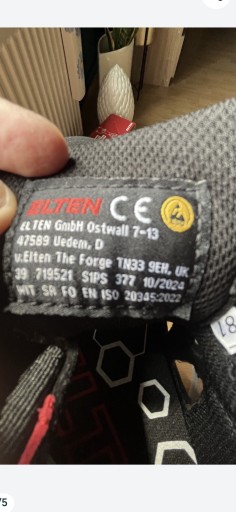 ELTEN CE
ELTEN GmbH Ostwall 7-13
47589 Uedem, D
v.Elten The Forge TN33 9EH, UK
39 719521 S1PS 377 10/2024
WIT SR FO EN ISO 20345:2022